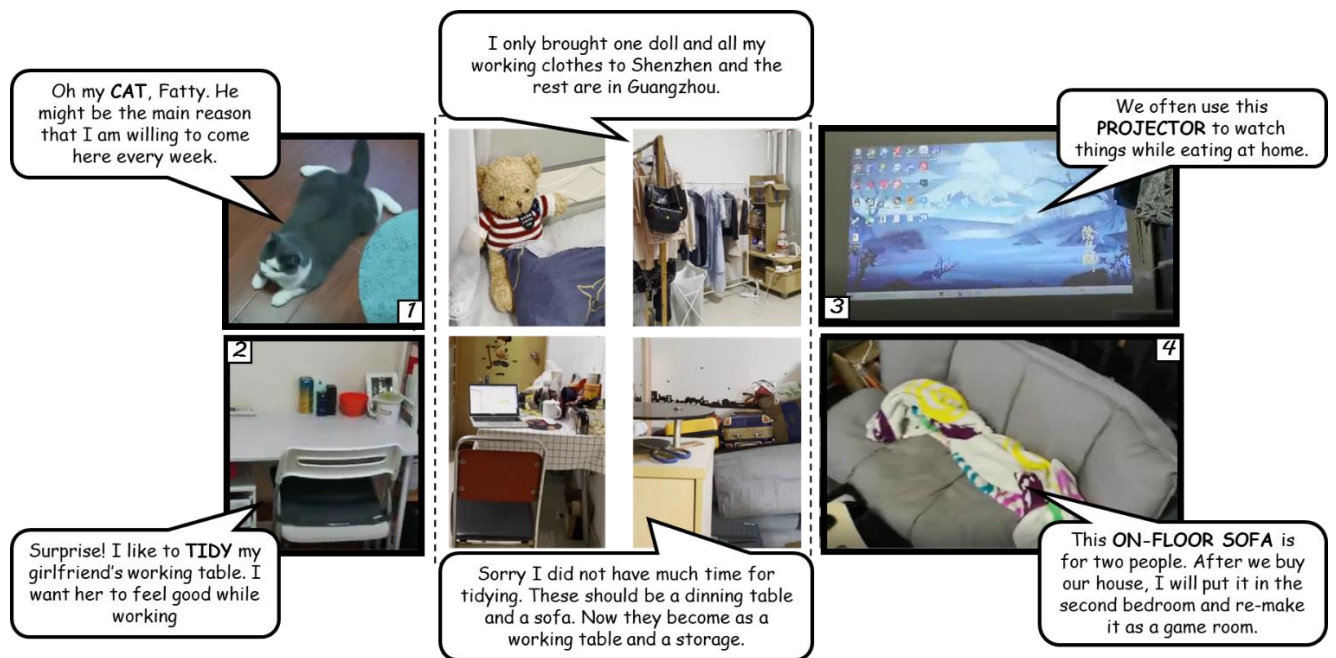 Oh my CAT, Fatty. He
might be the main reason
that I am willing to come
here every week.
1
I only brought one doll and all my
working clothes to Shenzhen and the
rest are in Guangzhou.
We often use this
PROJECTOR to watch
things while eating at home.
3
2
Surprise! I like to TIDY my
girlfriend's working table. I
want her to feel good while
working
Sorry I did not have much time for
tidying. These should be a dinning table
and a sofa. Now they become as a
working table and a storage.
4
This ON-FLOOR SOFA is
for two people. After we buy
our house, I will put it in the
second bedroom and re-make
it as a game room.